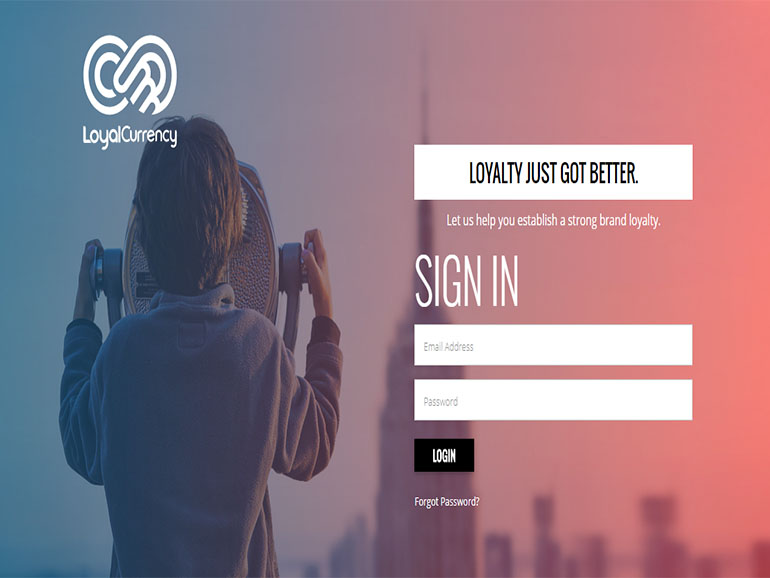 LoyalCurrency
LOYALTY JUST GOT BETTER.
Let us help you establish a strong brand loyalty.
SIGN IN
Email Address
Password
LOGIN
Forgot Password?